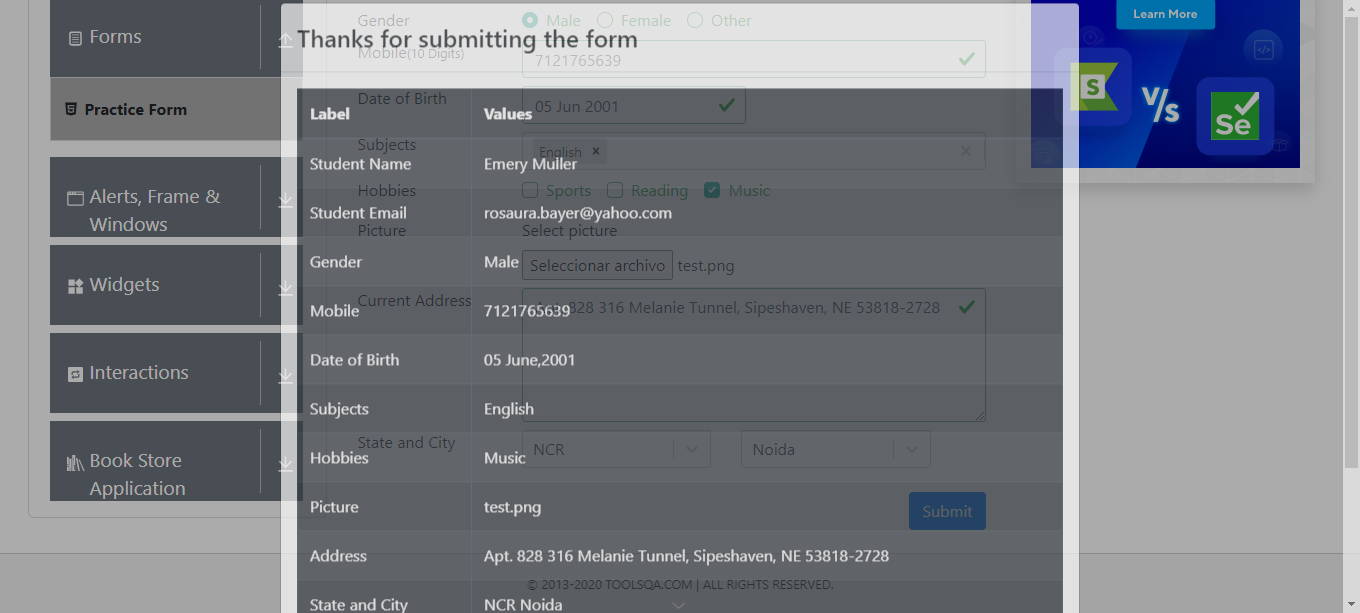 Forms
Practice Form
Alerts, Frame &
Windows
Widgets
Interactions
Book Store
Application
Gender
Male
Female
Other
Thanks for submitting the form
Mobile(10 Digits)
7121765639
Date of Birth
05 Jun 2001
Label Values
Subjects
English ×
Student Name Emery Muller
Hobbies
Sports
Reading
Music
Student Email rosaura.bayer@yahoo.com
Picture
Select picture
Gender Male
Seleccionar archivo test.png
Current Address
Apt. 828 316 Melanie Tunnel, Sipeshaven, NE 53818-2728
Mobile 7121765639
Date of Birth 05 June,2001
Subjects English
State and City
NCR
Noida
Hobbies Music
Picture test.png
Submit
Address Apt. 828 316 Melanie Tunnel, Sipeshaven, NE 53818-2728
© 2013-2020 TOOLSQA.COM | ALL RIGHTS RESERVED.
State and City NCR Noida
Learn More
S
V/s
Se